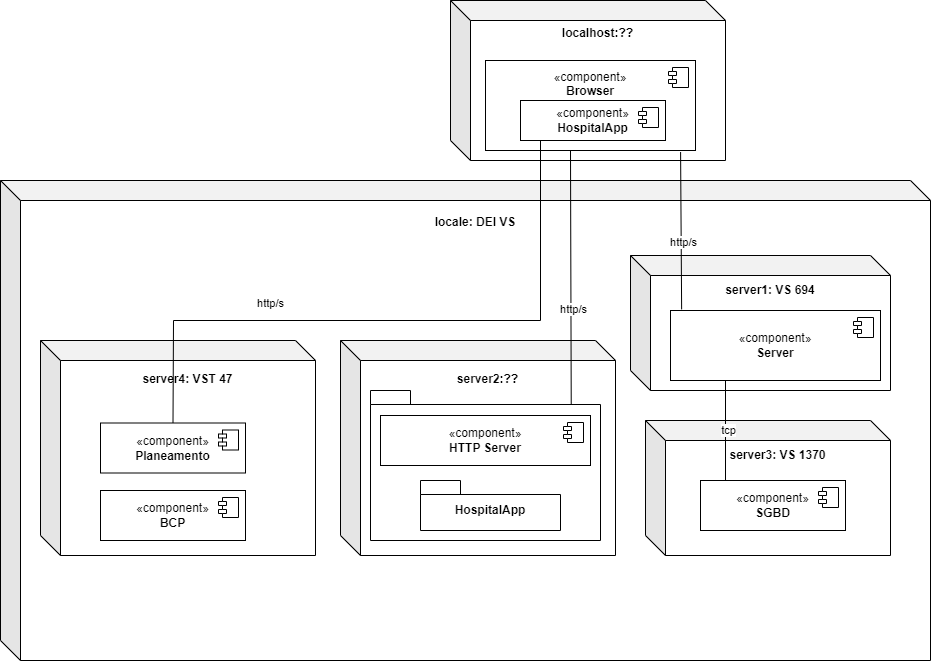 localhost:??
«component»
Browser
«component»
HospitalApp
locale: DEI VS
http/s
http/s
http/s
server1: VS 694
«component»
Server
server4: VST 47
«component»
Planeamento
«component»
BCP
server2:??
«component»
HTTP Server
HospitalApp
tcp
server3: VS 1370
«component»
SGBD